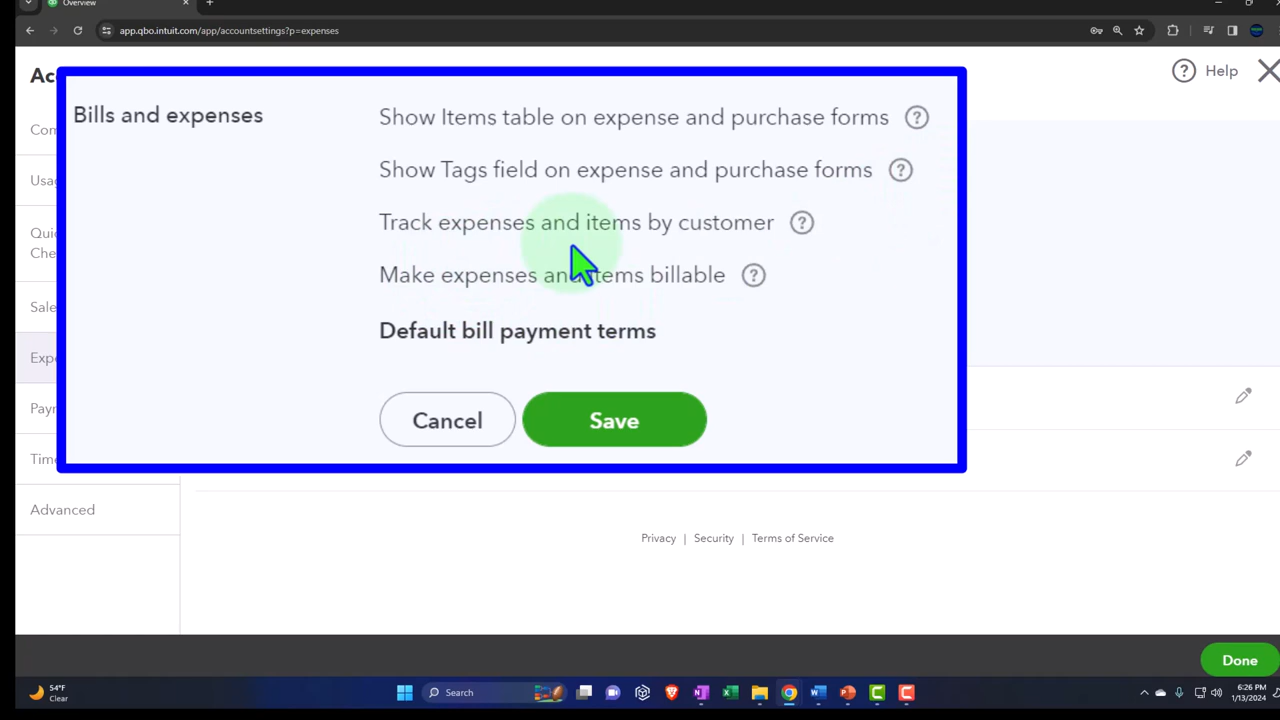 Overview
app.qbo.intuit.com/app/accountsettings?p=expenses
Help
Bills and expenses
Show Items table on expense and purchase forms ?
Show Tags field on expense and purchase forms ?
Track expenses and items by customer ?
Make expenses and items billable ?
Default bill payment terms
Cancel
Save
Advanced
Privacy | Security | Terms of Service
Done
54°F
Clear
Search
6:26 PM
1/13/2024